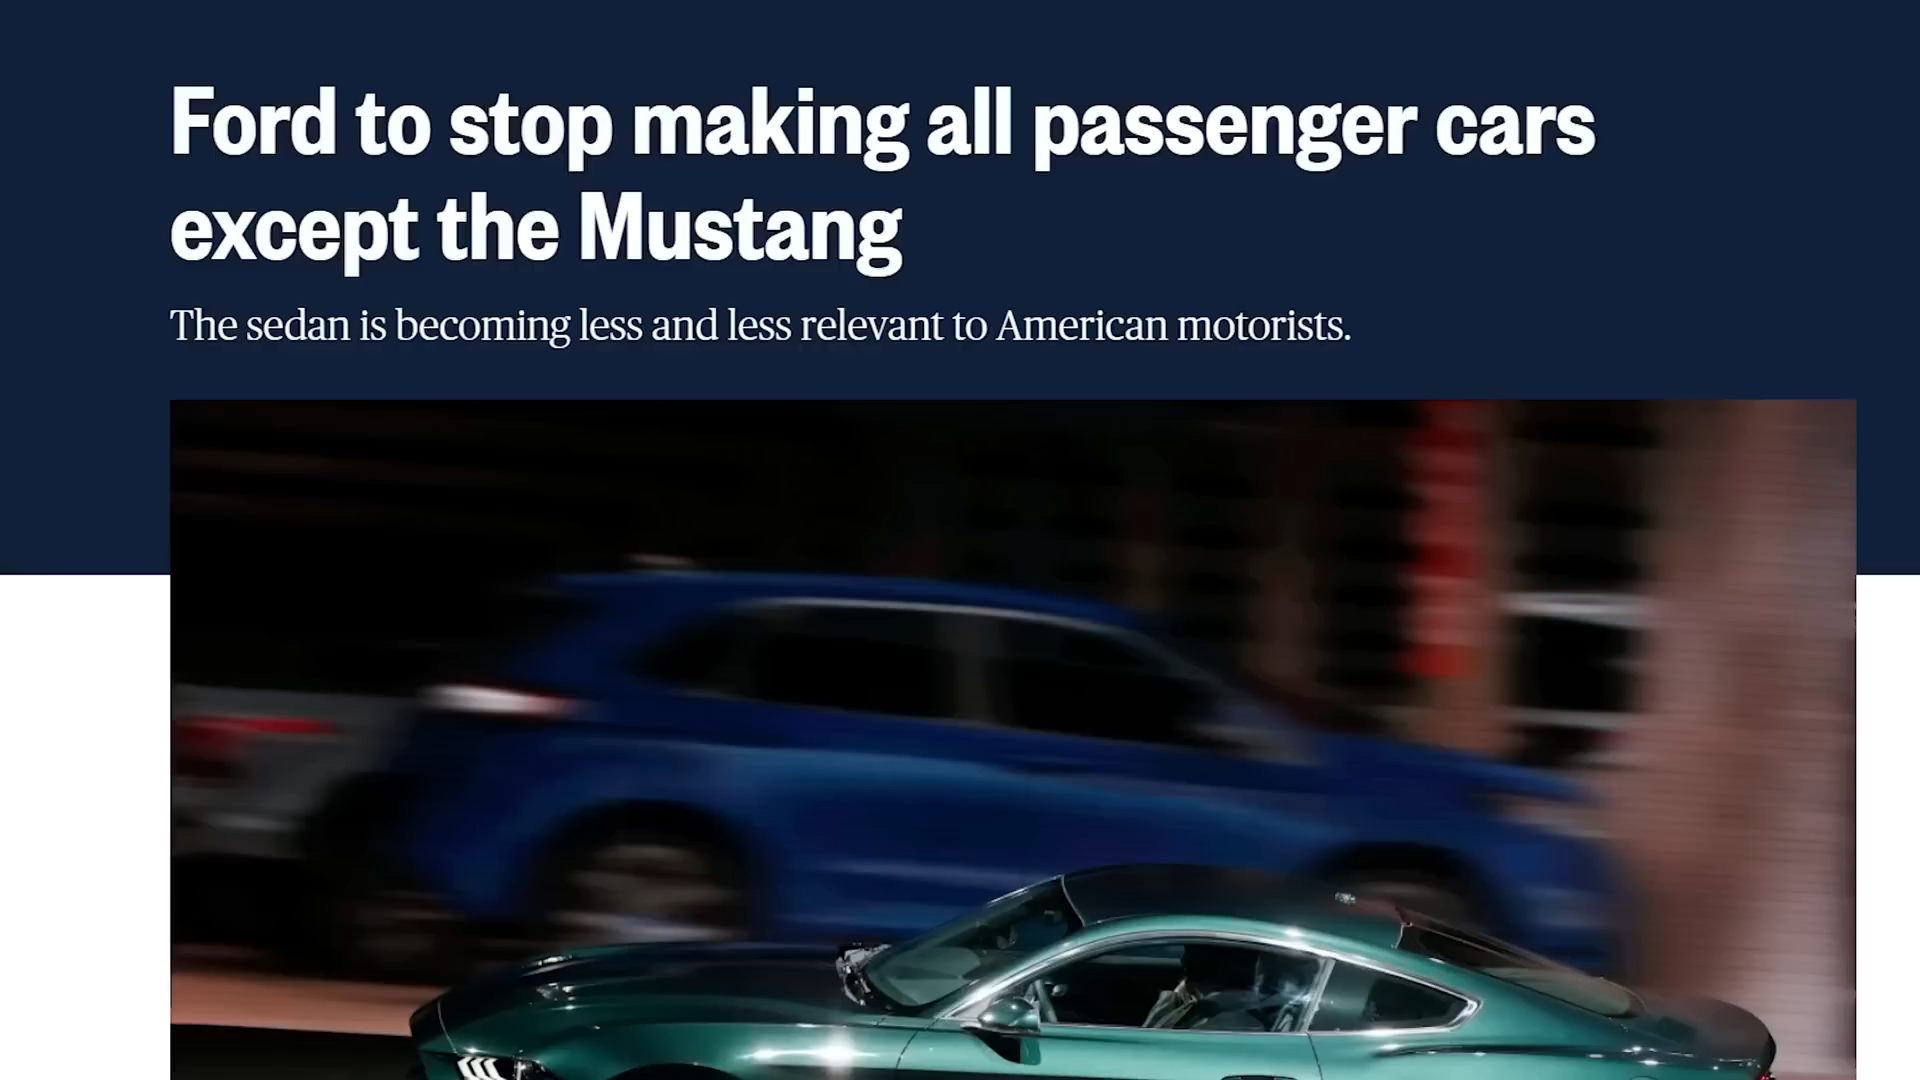 Ford to stop making all passenger cars
except the Mustang
The sedan is becoming less and less relevant to American motorists.